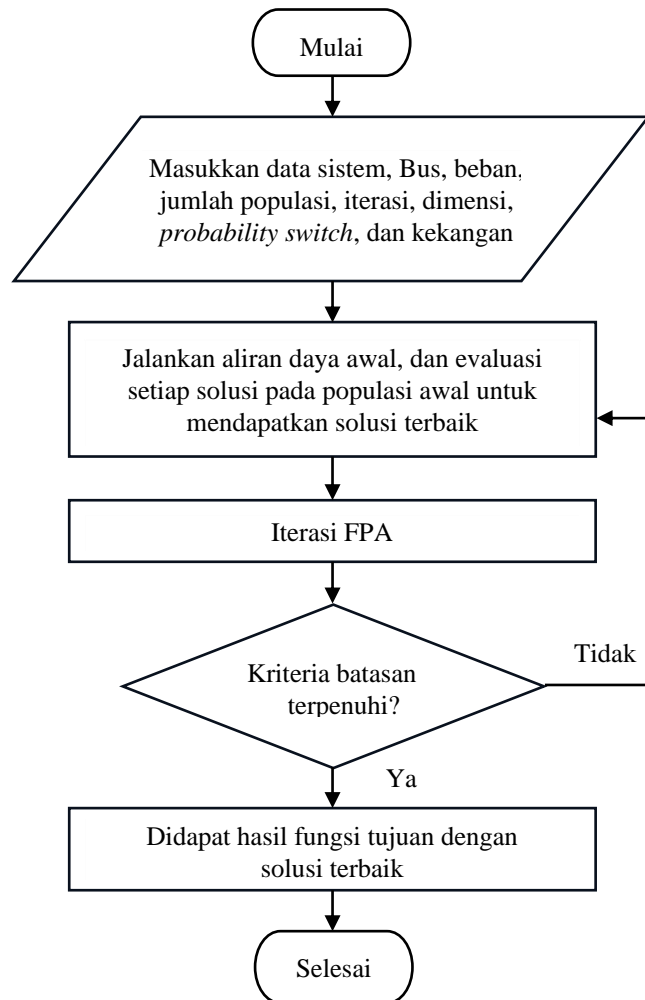 Mulai
Masukkan data sistem, Bus, beban,
jumlah populasi, iterasi, dimensi,
probability switch, dan kekangan
Jalankan aliran daya awal, dan evaluasi
setiap solusi pada populasi awal untuk
mendapatkan solusi terbaik
Iterasi FPA
Kriteria batasan
terpenuhi?
Tidak
Ya
Didapat hasil fungsi tujuan dengan
solusi terbaik
Selesai